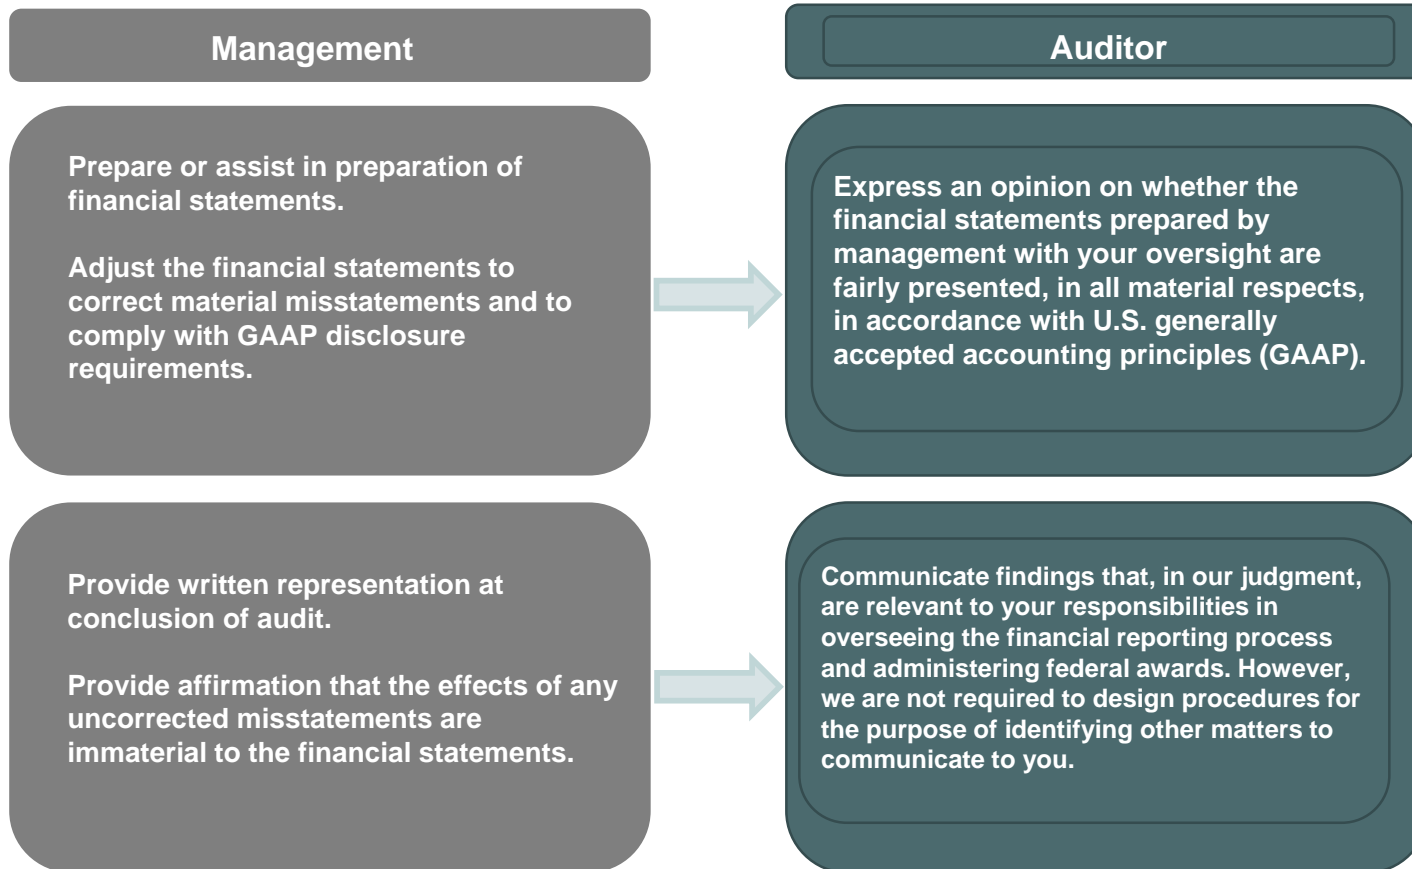 Management
Prepare or assist in preparation of
financial statements.
Adjust the financial statements to
correct material misstatements and to
comply with GAAP disclosure
requirements.
Auditor
Express an opinion on whether the
financial statements prepared by
management with your oversight are
fairly presented, in all material respects,
in accordance with U.S. generally
accepted accounting principles (GAAP).
Provide written representation at
conclusion of audit.
Provide affirmation that the effects of any
uncorrected misstatements are
immaterial to the financial statements.
Communicate findings that, in our judgment,
are relevant to your responsibilities in
overseeing the financial reporting process
and administering federal awards. However,
we are not required to design procedures for
the purpose of identifying other matters to
communicate to you.